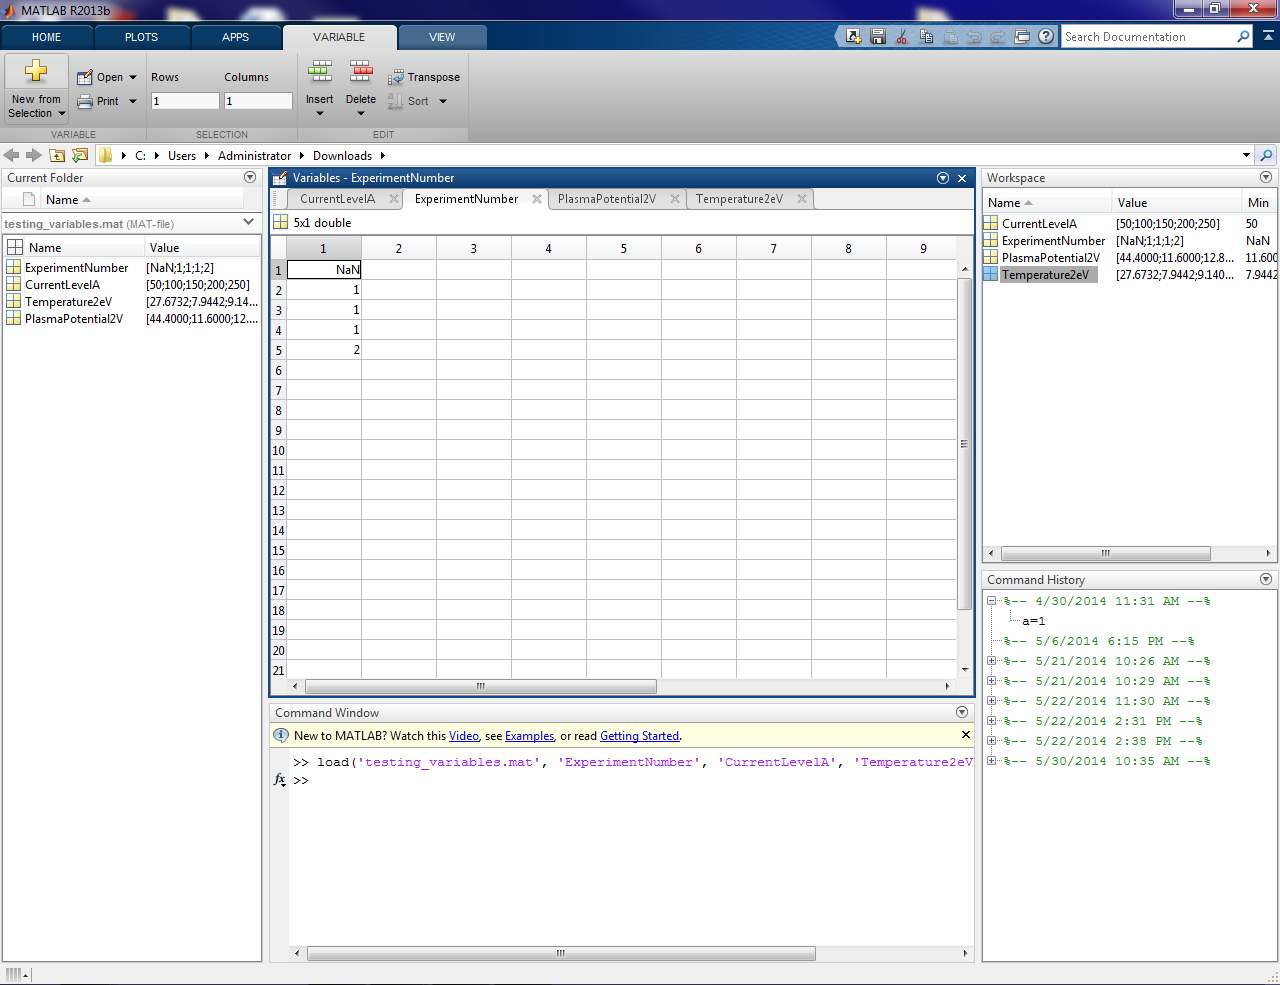 MATLAB R2013b
HOME PLOTS APPS VARIABLE VIEW
Search Documentation
New from Selection
Open
Print
VARIABLE
Rows Columns
1 1
SELECTION
Insert Delete
Transpose
Sort
EDIT
C: Users Administrator Downloads
Current Folder
Name
testing_variables.mat (MAT-file)
Name Value
ExperimentNumber [NaN;1;1;1;2]
CurrentLevelA [50;100;150;200;250]
Temperature2eV [27.6732;7.9442;9.14...
PlasmaPotential2V [44.4000;11.6000;12....
Variables - ExperimentNumber
CurrentLevelA ExperimentNumber PlasmaPotential2V Temperature2eV
5x1 double
1 2 3 4 5 6 7 8 9
1 NaN
2 1
3 1
4 1
5 2
6
7
8
9
10
11
12
13
14
15
16
17
18
19
20
21
Command Window
New to MATLAB? Watch this Video, see Examples, or read Getting Started.
>> load('testing_variables.mat', 'ExperimentNumber', 'CurrentLevelA', 'Temperature2eV
fx >>
Workspace
Name Value Min
CurrentLevelA [50;100;150;200;250] 50
ExperimentNumber [NaN;1;1;1;2] NaN
PlasmaPotential2V [44.4000;11.6000;12.8... 11.600
Temperature2eV [27.6732;7.9442;9.140... 7.9442
Command History
%-- 4/30/2014 11:31 AM --%
a=1
%-- 5/6/2014 6:15 PM --%
%-- 5/21/2014 10:26 AM --%
%-- 5/21/2014 10:29 AM --%
%-- 5/22/2014 11:30 AM --%
%-- 5/22/2014 2:31 PM --%
%-- 5/22/2014 2:38 PM --%
%-- 5/30/2014 10:35 AM --%